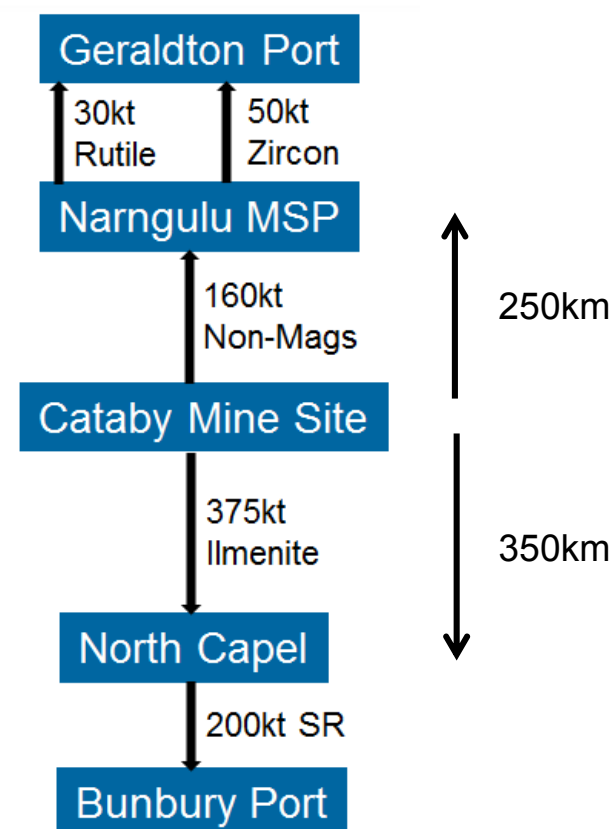 Geraldton Port
30kt
Rutile
50kt
Zircon
Narngulu MSP
160kt
Non-Mags
250km
Cataby Mine Site
375kt
Ilmenite
350km
North Capel
200kt SR
Bunbury Port